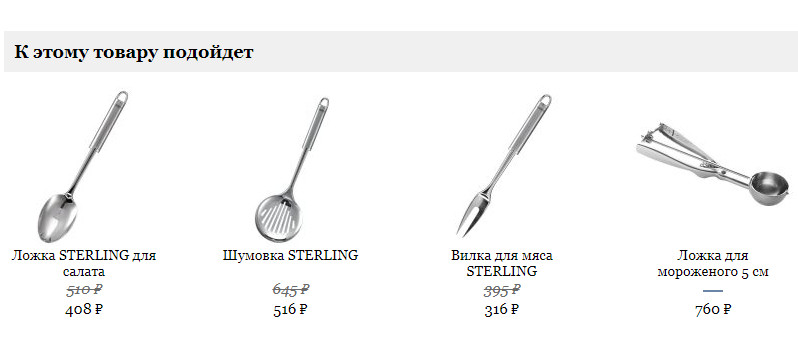 К этому товару подойдет
Ложка STERLING для
салата
510 ₽
408 ₽
Шумовка STERLING
645 ₽
516 ₽
Вилка для мяса
STERLING
395 ₽
316 ₽
Ложка для
мороженого 5 см
760 ₽